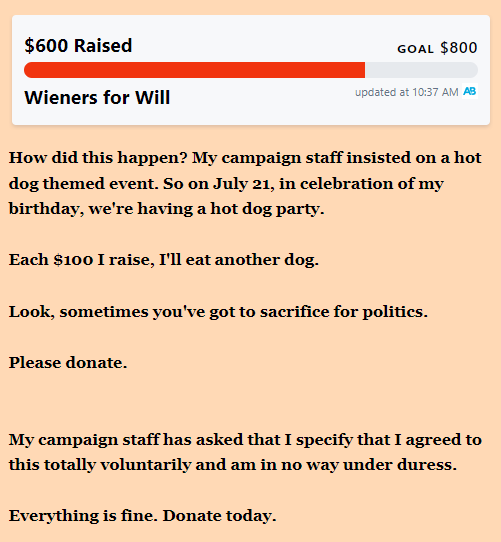 $600 Raised
GOAL $800
updated at 10:37 AM AB
Wieners for Will
How did this happen? My campaign staff insisted on a hot
dog themed event. So on July 21, in celebration of my
birthday, we're having a hot dog party.
Each $100 I raise, I'll eat another dog.
Look, sometimes you've got to sacrifice for politics.
Please donate.
My campaign staff has asked that I specify that I agreed to
this totally voluntarily and am in no way under duress.
Everything is fine. Donate today.